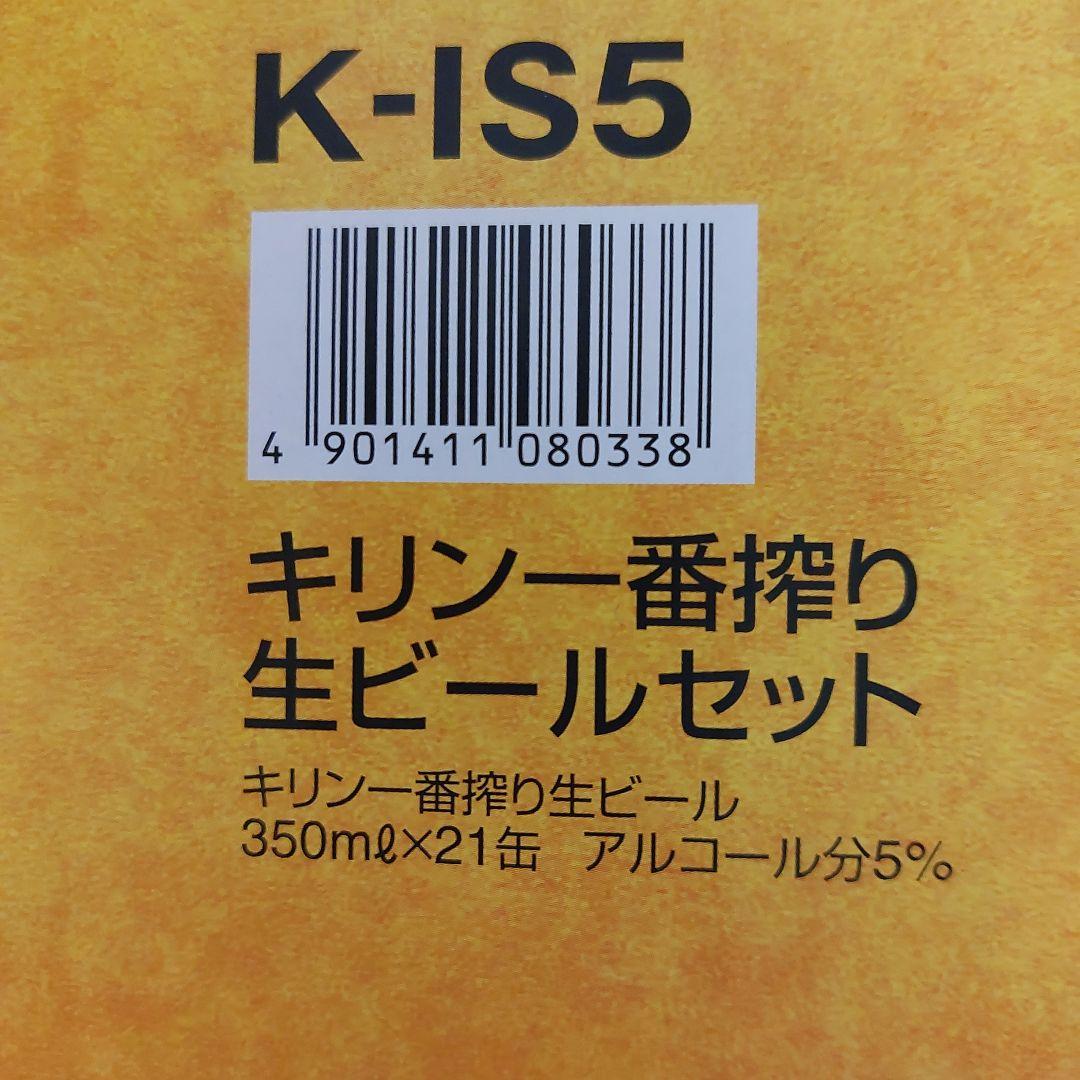 K-IS5
4 901411 080338
キリン一番搾り
生ビールセット
キリン一番搾り生ビール
350mℓ×21缶 アルコール分5%